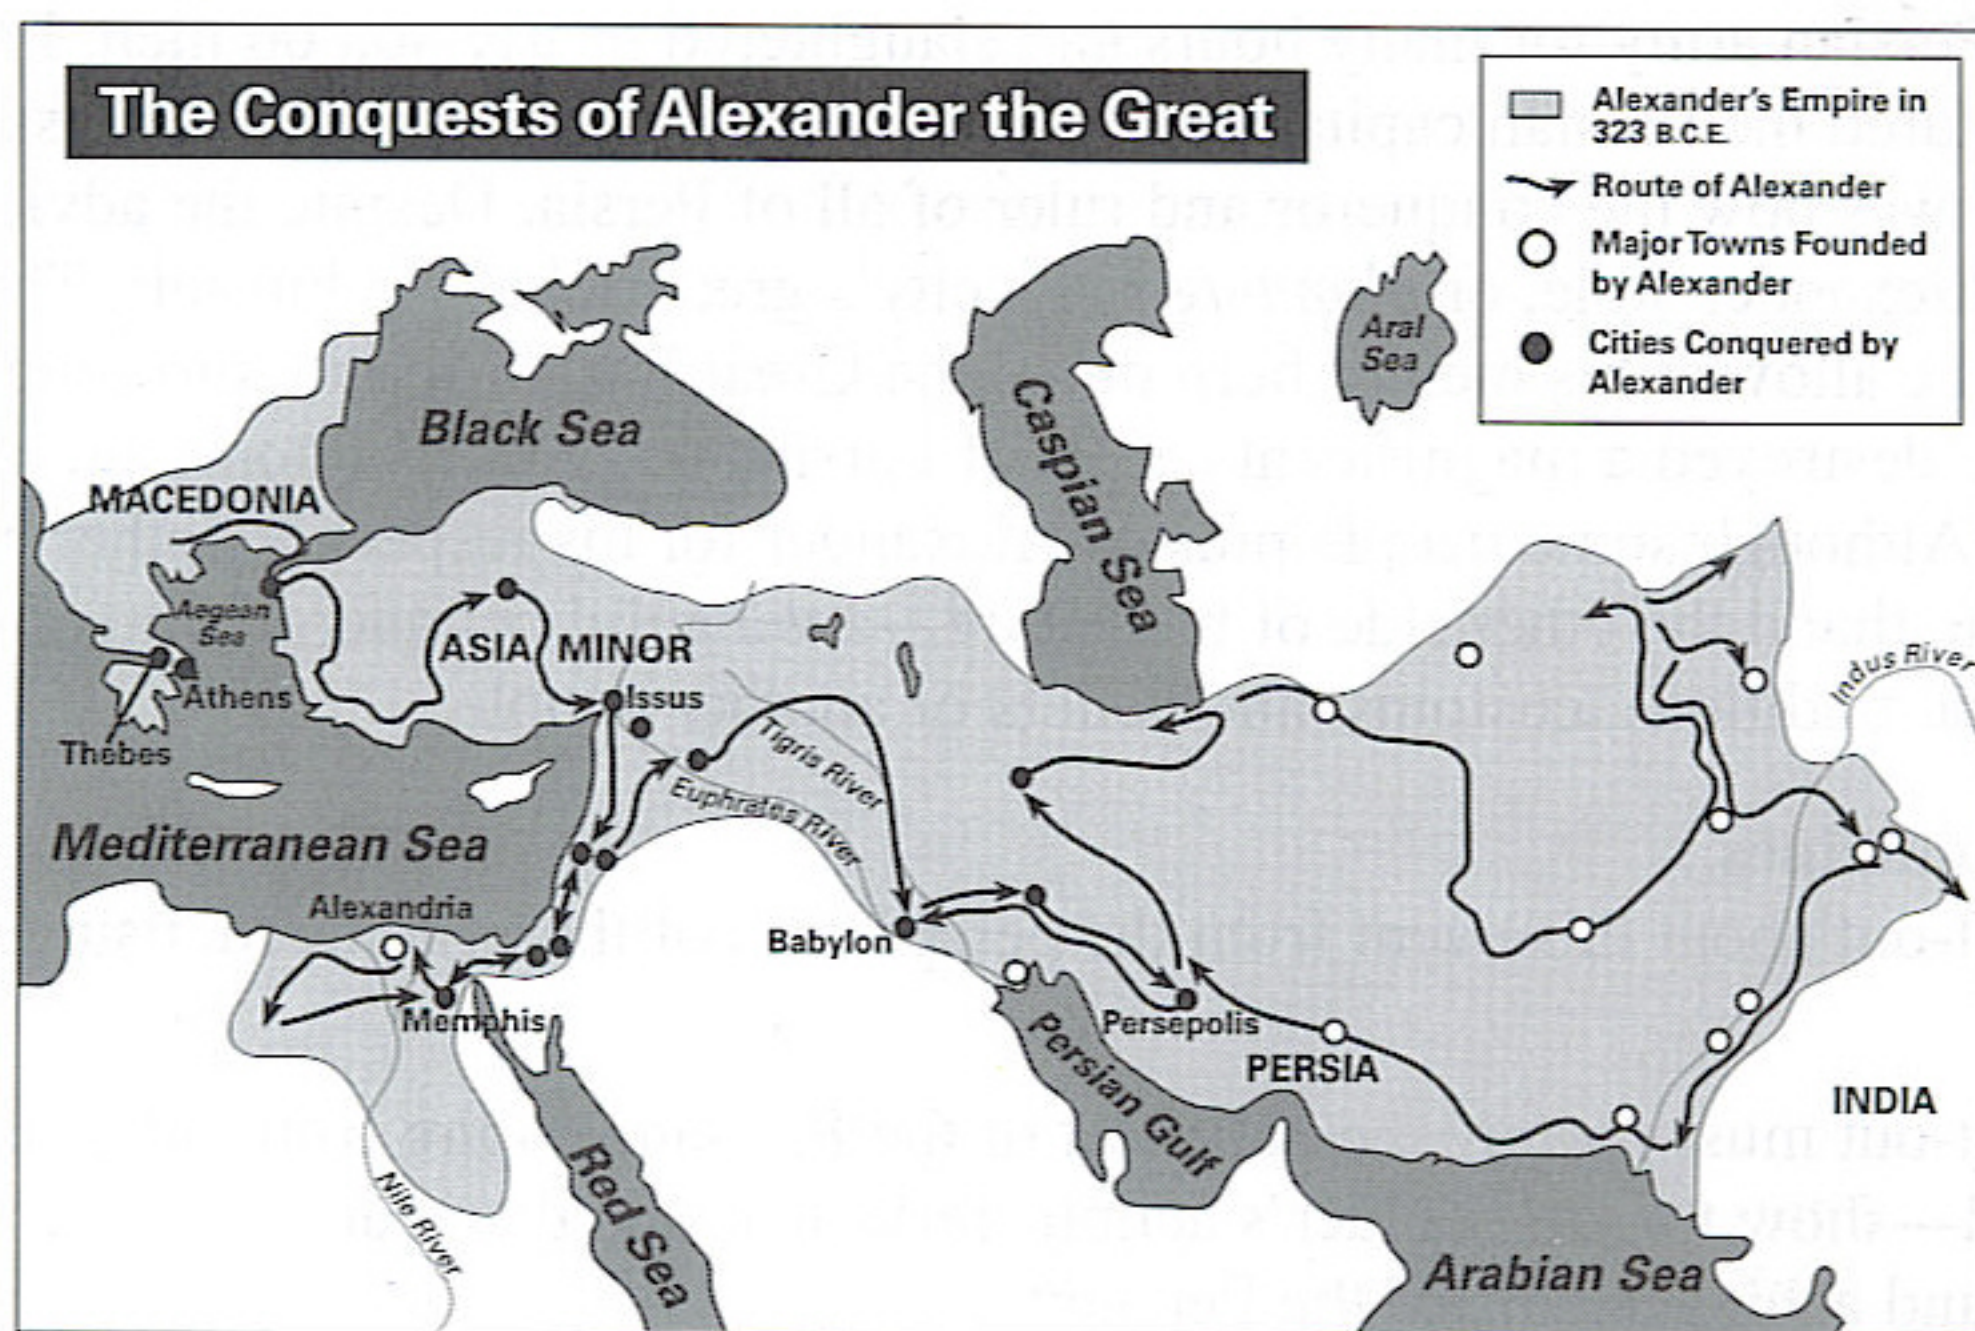 The Conquests of Alexander the Great
Alexander's Empire in
323 B.C.E.
Route of Alexander
Major Towns Founded
by Alexander
Cities Conquered by
Alexander
Aral
Sea
Black Sea
Caspian Sea
MACEDONIA
Aegean
Sea
ASIA MINOR
Indus River
Athens
Issus
Thebes
Tigris River
Euphrates River
Mediterranean Sea
Alexandria
Babylon
Memphis
Persepolis
Persian Gulf
PERSIA
INDIA
Nile River
Red Sea
Arabian Sea